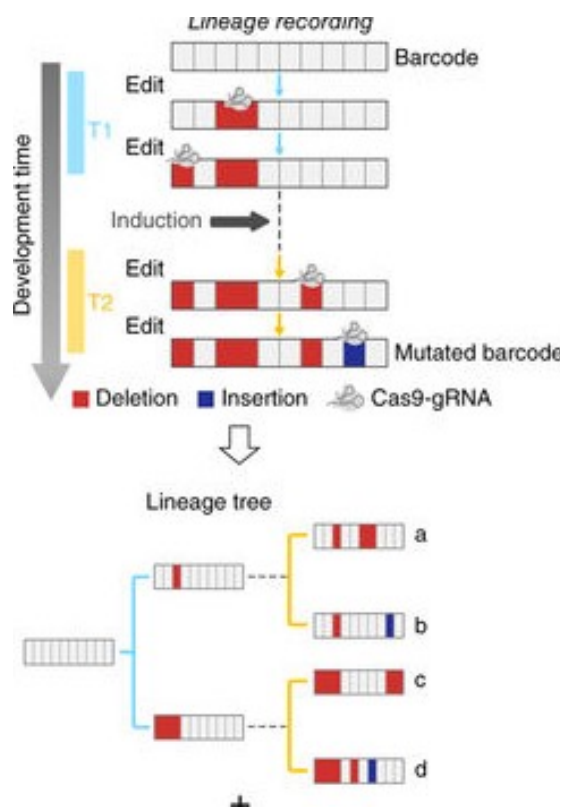 Lineage recording
Barcode
Edit
T1
Edit
Development time
Induction
Edit
T2
Edit
Mutated barcode
Deletion Insertion Cas9-gRNA
Lineage tree
a
b
c
d
+